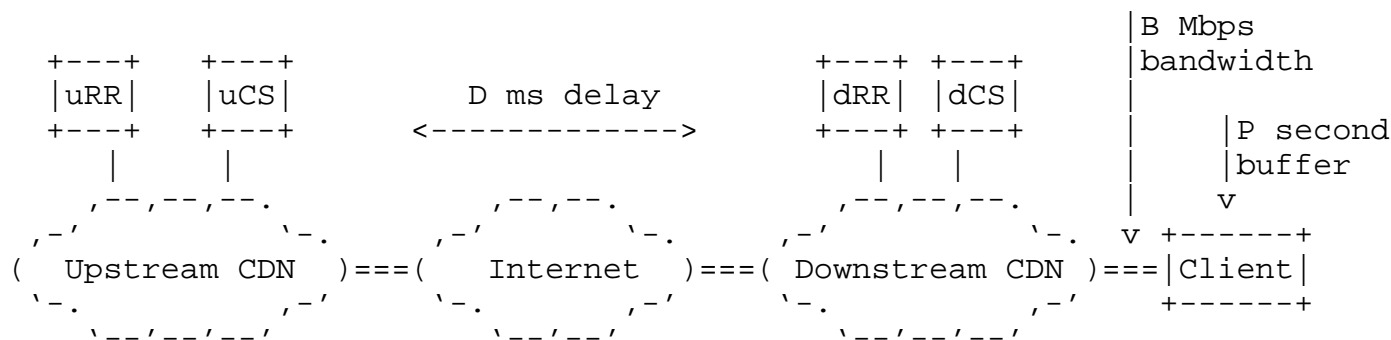 B Mbps
bandwidth
uRR uCS D ms delay dRR dCS
P second
buffer
Upstream CDN Internet Downstream CDN Client